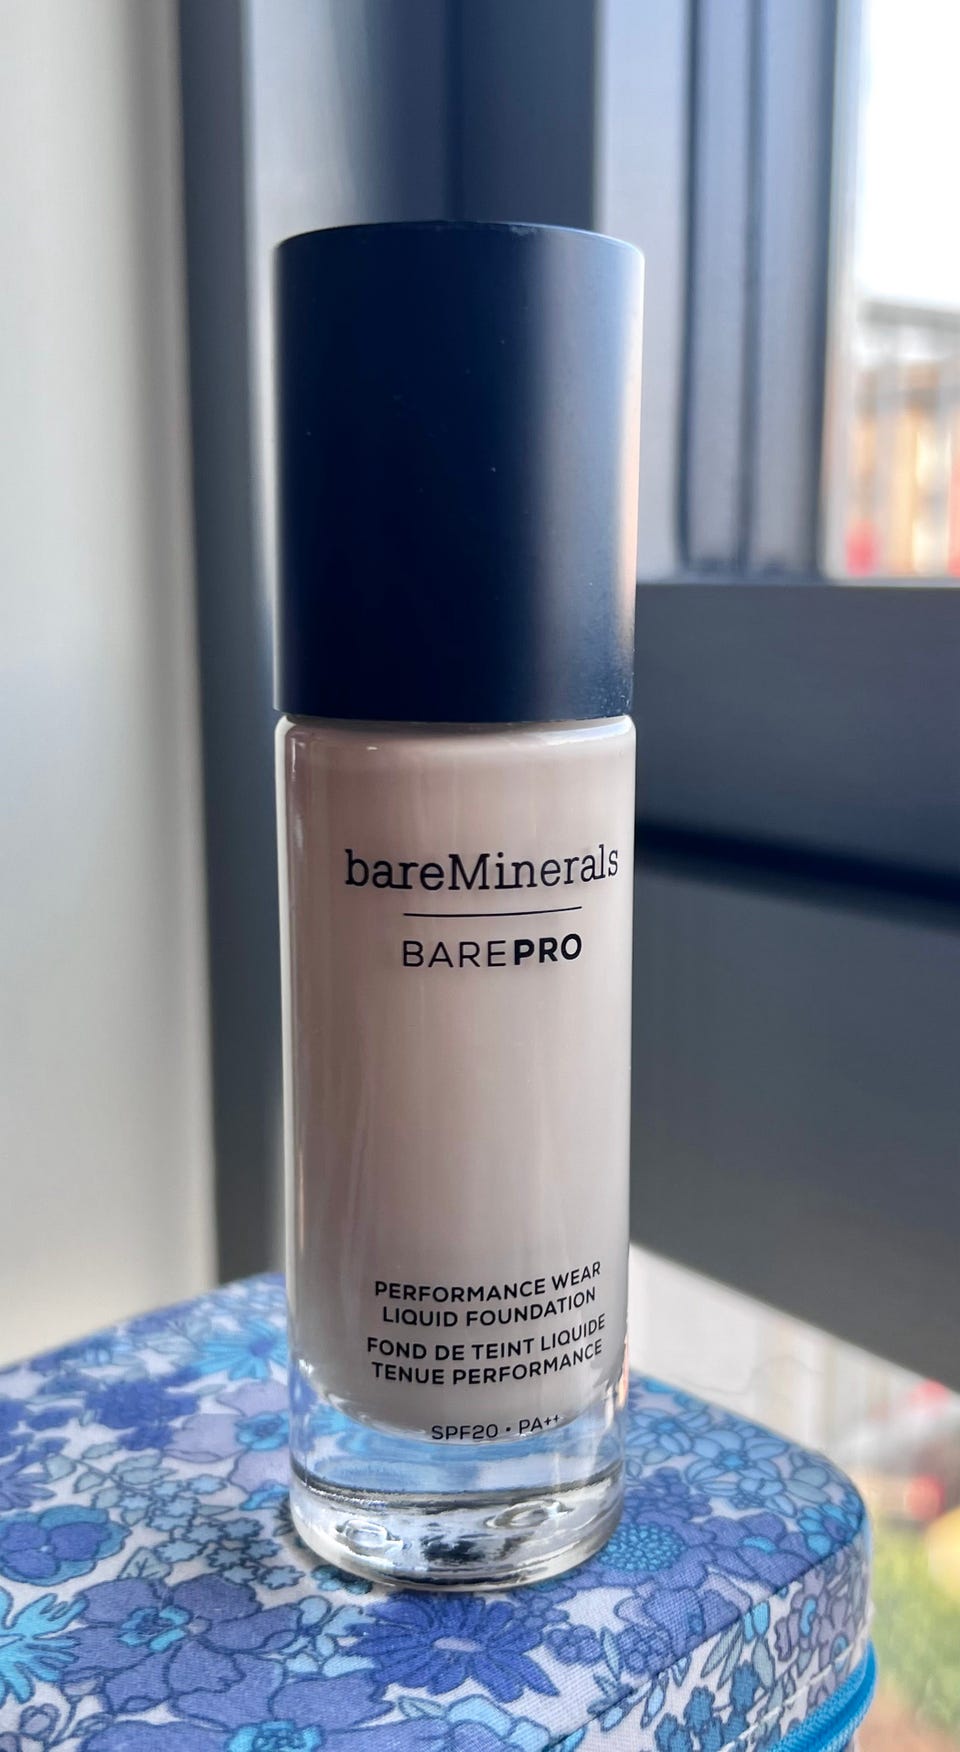 bareMinerals
BAREPRO
PERFORMANCE WEAR
LIQUID FOUNDATION
FOND DE TEINT LIQUIDE
TENUE PERFORMANCE
SPF20 • PA++